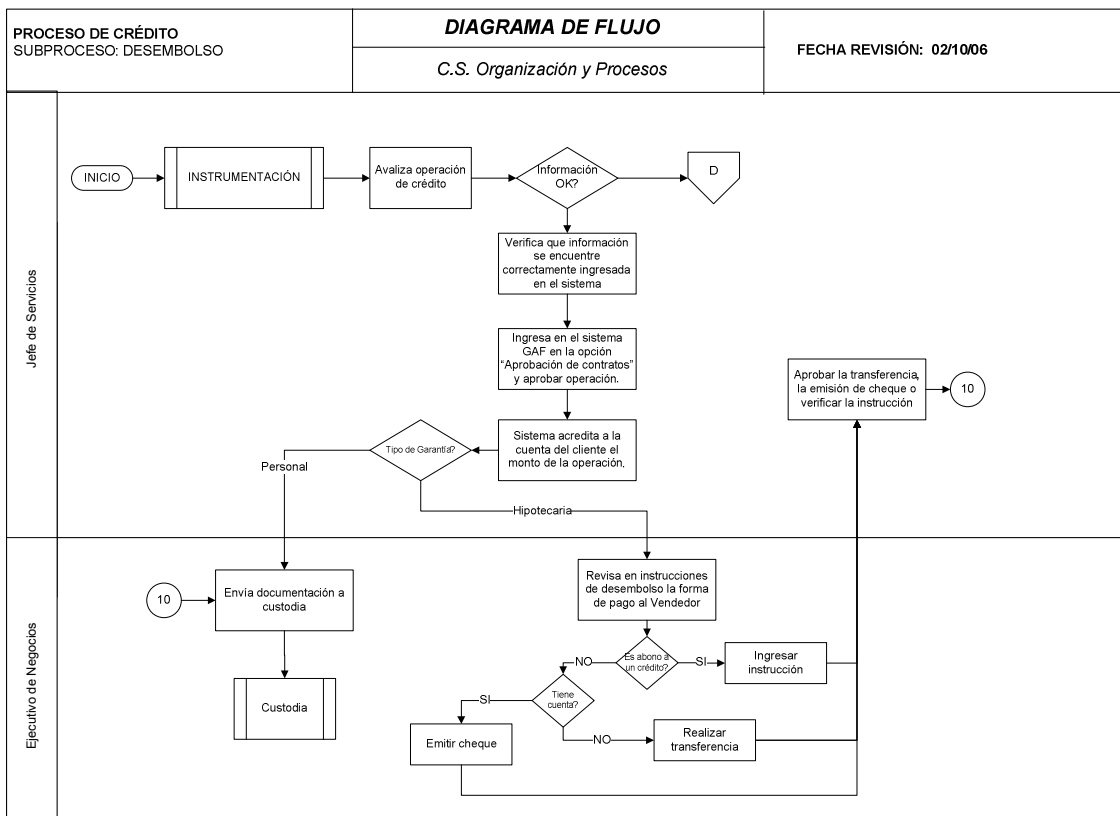 PROCESO DE CRÉDITO
SUBPROCESO: DESEMBOLSO
DIAGRAMA DE FLUJO
C.S. Organización y Procesos
FECHA REVISIÓN: 02/10/06
Jefe de Servicios
INICIO
INSTRUMENTACIÓN
Avaliza operación
de crédito
Información
OK?
D
Verifica que información
se encuentre
correctamente ingresada
en el sistema
Ingresa en el sistema
GAF en la opción
“Aprobación de contratos”
y aprobar operación.
Aprobar la transferencia,
la emisión de cheque o
verificar la instrucción
10
Sistema acredita a la
cuenta del cliente el
monto de la operación.
Tipo de Garantía?
Personal
Hipotecaria
Ejecutivo de Negocios
10
Envía documentación a
custodia
Custodia
Revisa en instrucciones
de desembolso la forma
de pago al Vendedor
Es abono a
un crédito?
SI
Ingresar
instrucción
NO
Tiene
cuenta?
SI
Emitir cheque
NO
Realizar
transferencia